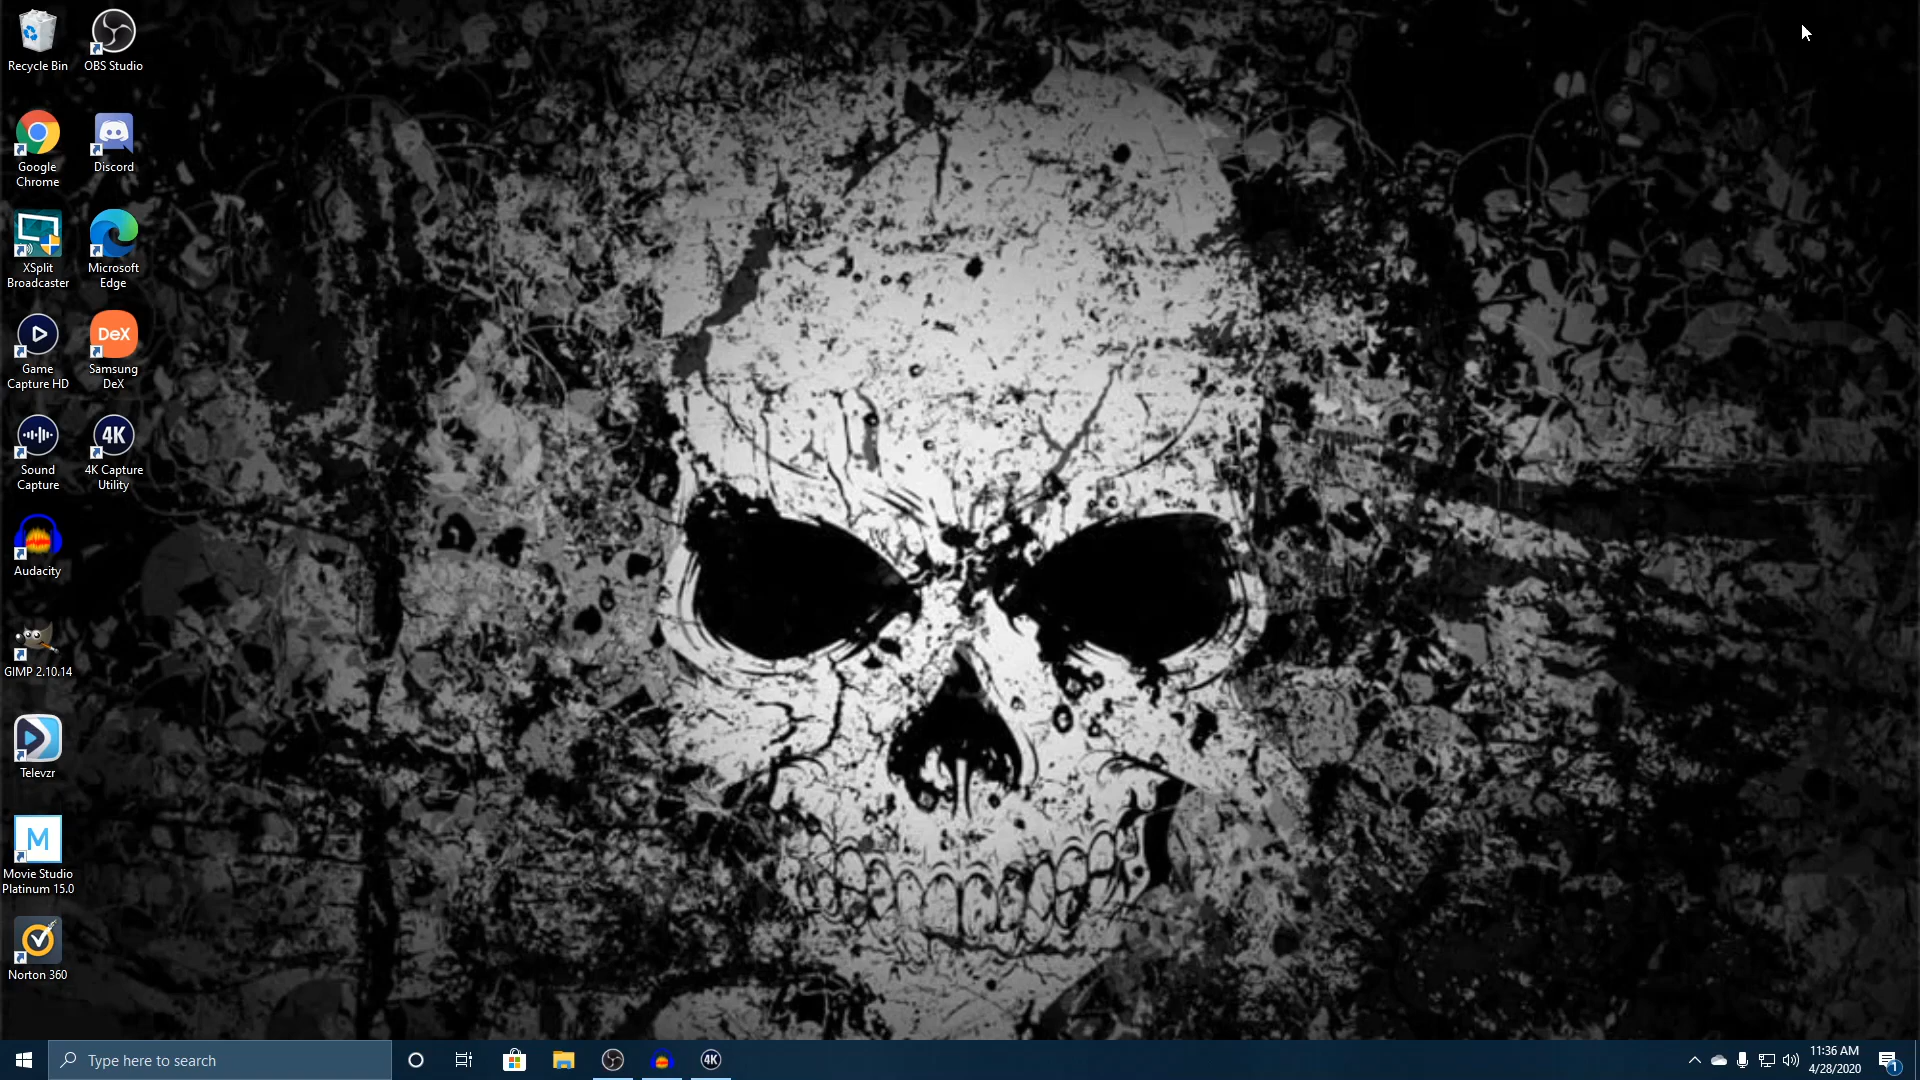 Recycle Bin
OBS Studio
Google
Chrome
Discord
XSplit
Broadcaster
Microsoft
Edge
Game
Capture HD
DeX
Samsung
DeX
Sound
Capture
4K
4K Capture
Utility
Audacity
GIMP 2.10.14
Televzr
M
Movie Studio
Platinum 15.0
Norton 360
Type here to search
4K
11:36 AM
4/28/2020
1